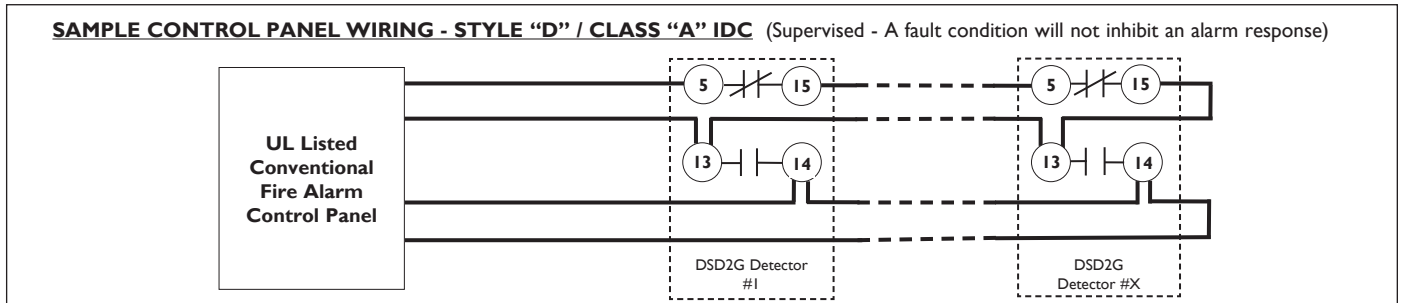 SAMPLE CONTROL PANEL WIRING - STYLE “D” / CLASS “A” IDC (Supervised - A fault condition will not inhibit an alarm response)
5 15 5 15
UL Listed
Conventional
Fire Alarm
Control Panel
13 14 13 14
DSD2G Detector
#1
DSD2G
Detector #X